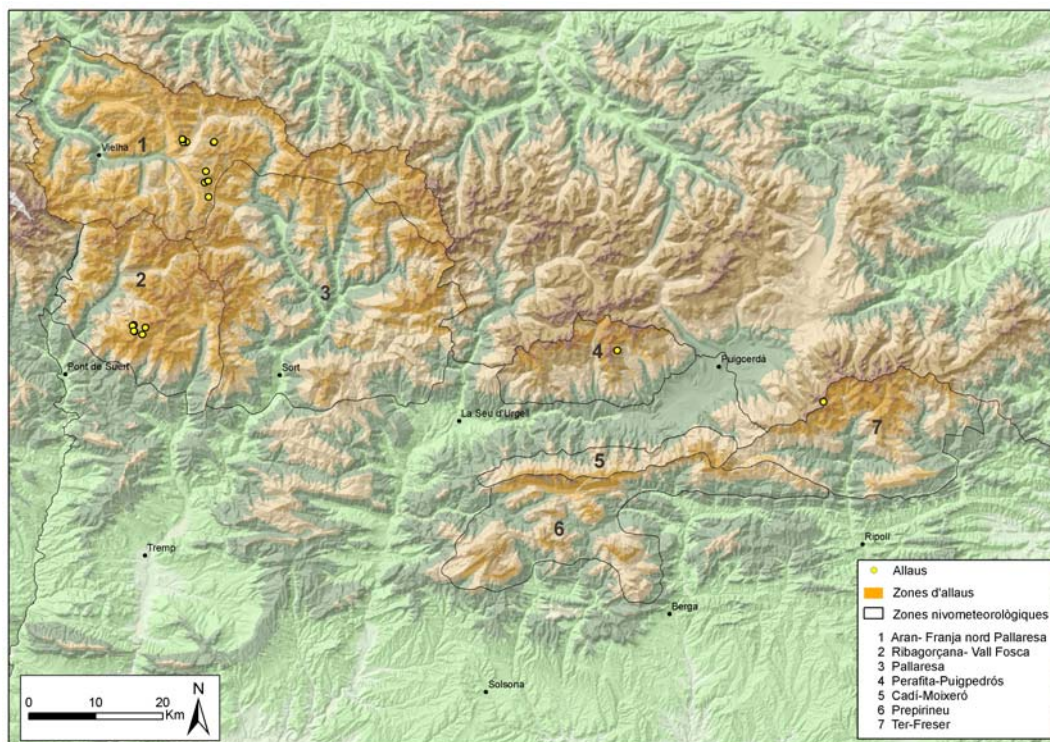 1
Vielha
2
3
Pont de Suert
Sort
4
Puigcerdà
La Seu d'Urgell
7
5
6
Tremp
Ripoll
Berga
Solsona
0 10 20
Km
N
Allaus
Zones d'allaus
Zones nivometeorològiques
1 Aran- Franja nord Pallaresa
2 Ribagorçana- Vall Fosca
3 Pallaresa
4 Perafita-Puigpedrós
5 Cadí-Moixeró
6 Prepirineu
7 Ter-Freser